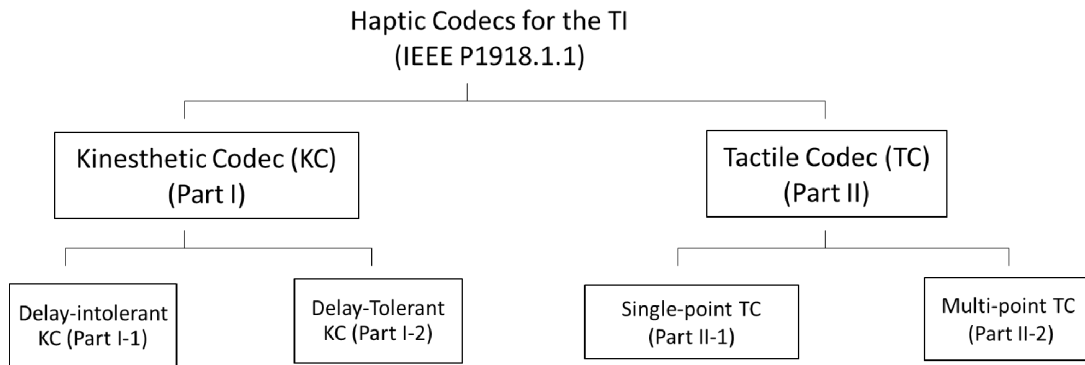 Haptic Codecs for the TI
(IEEE P1918.1.1)
Kinesthetic Codec (KC)
(Part I)
Tactile Codec (TC)
(Part II)
Delay-intolerant
KC (Part I-1)
Delay-Tolerant
KC (Part I-2)
Single-point TC
(Part II-1)
Multi-point TC
(Part II-2)